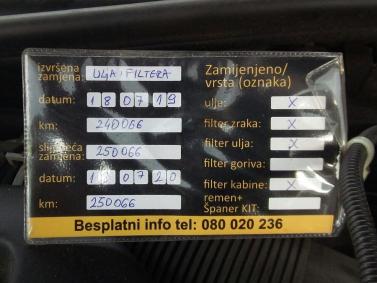 izvršena zamjena: ULJA I FILTERA
datum: 18 07 19
km: 240066
slijedeća zamjena: 250066
datum: 18 07 20
km: 250066
Zamijenjeno/
vrsta (oznaka)
ulje: X
filter zraka: X
filter ulja: X
filter goriva:
filter kabine: X
remen+
Španer KIT:
Besplatni info tel: 080 020 236